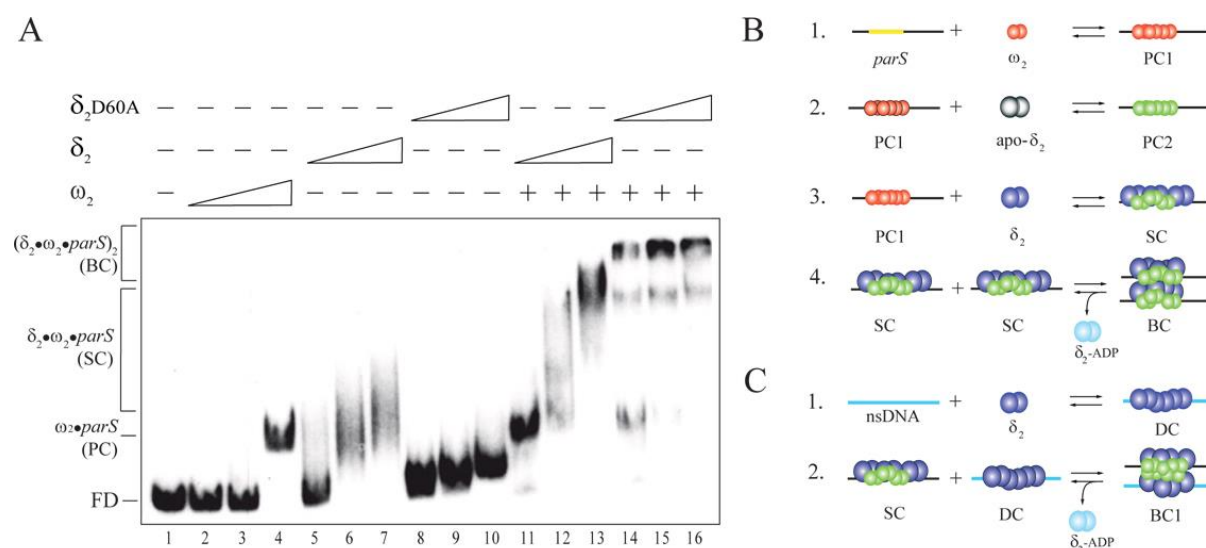 A
δ₂D60A − − − − − − − − − −
δ₂ − − − − − − − − − −
ω₂ − − − − − − − + + + + + +
(δ₂•ω₂•parS)₂
(BC)
δ₂•ω₂•parS
(SC)
ω₂•parS
(PC)
FD
1 2 3 4 5 6 7 8 9 10 11 12 13 14 15 16
B
1. +
parS ω₂ PC1
2. +
PC1 apo-δ₂ PC2
3. +
PC1 δ₂ SC
4. +
SC SC BC
δ₂-ADP
C
1. +
nsDNA δ₂ DC
2. +
SC DC BC1
δ₂-ADP